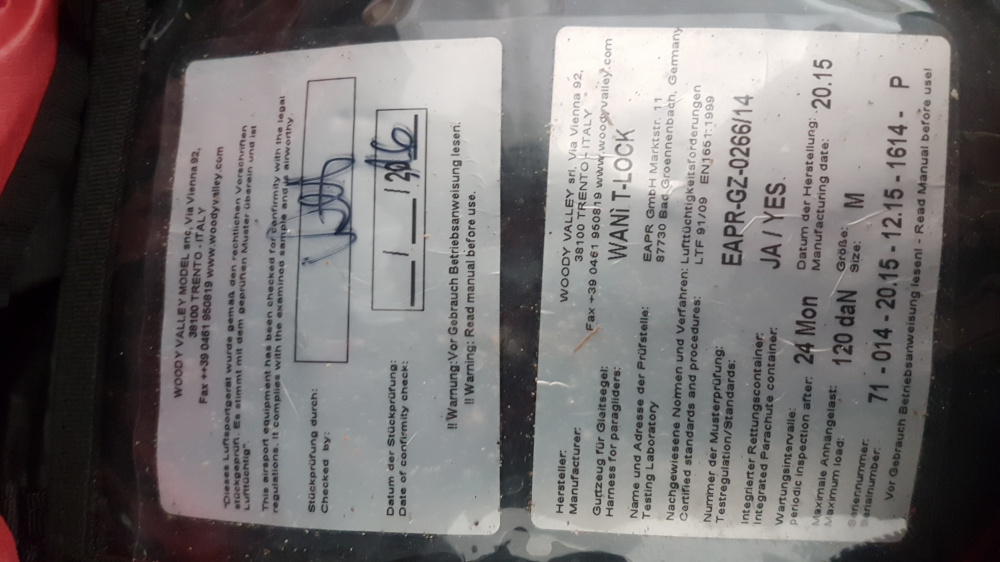 WOODY VALLEY MODEL snc, Via Vienna 92,
38100 TRENTO - ITALY
Fax ++39 0461 950819 www.woodyvalley.com
"Dieses Luftsportgerät wurde gemäß den rechtlichen Vorschriften
stückgeprüft. Es stimmt mit dem geprüften Muster überein und ist
Lufttüchtig".
This airsport equipment has been checked for confirmity with the legal
regulations. It complies with the examined sample and is airworthy
Stückprüfung durch:
Checked by:
Datum der Stückprüfung:
Date of confirmity check:
/ / 2016
!! Warnung: Vor Gebrauch Betriebsanweisung lesen.
!! Warning: Read manual before use.
Hersteller: WOODY VALLEY srl, Via Vienna 92,
Manufacturer: 38100 TRENTO - ITALY
Fax +39 0461 950819 www.woodyvalley.com
Gurtzeug für Glaitsegel:
Harness for paragliders: WANI T-LOCK
Name und Adresse der Prüfstelle: EAPR GmbH Marktstr. 11
Testing Laboratory 87730 Bad Groennenbach, Germany
Nachgewiesene Normen und Verfahren: Lufttüchtigkeitsforderungen
Certified standards and procedures: LTF 91/09 EN1651:1999
Nummer der Musterprüfung:
Testregulation/Standards: EAPR-GZ-0266/14
Integrierter Rettungscontainer:
Integrated Parachute container: JA / YES
Wartungsintervalle: Datum der Herstellung:
periodic inspection after: 24 Mon Manufacturing date: 20.15
Maximale Anhängelast: Größe:
Maximum load: 120 daN Size: M
Seriennummer:
Serialnumber: 71 - 014 - 20.15 - 12.15 - 1614 - P
Vor Gebrauch Betriebsanweisung lesen! - Read Manual before use!